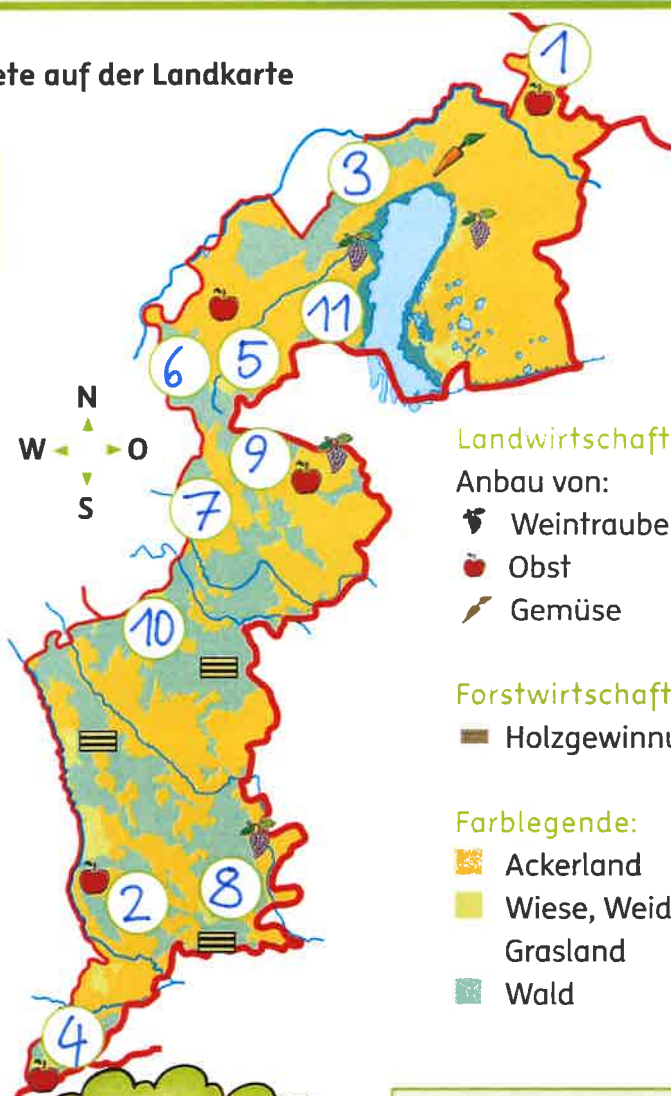 ete auf der Landkarte
1
3
11
6
5
N
W
O
S
9
7
10
2
8
4
Landwirtschaft
Anbau von:
Weintraube
Obst
Gemüse
Forstwirtschaft
Holzgewinnu
Farblegende:
Ackerland
Wiese, Weid
Grasland
Wald